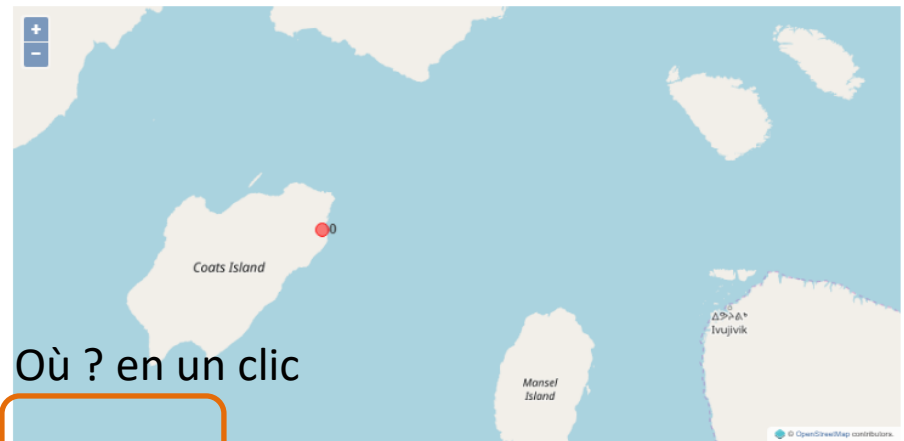 +
−
0
Coats Island
ᐃᕗᔨᕕᒃ
Ivujivik
Où ? en un clic
Mansel
Island
© OpenStreetMap contributors.